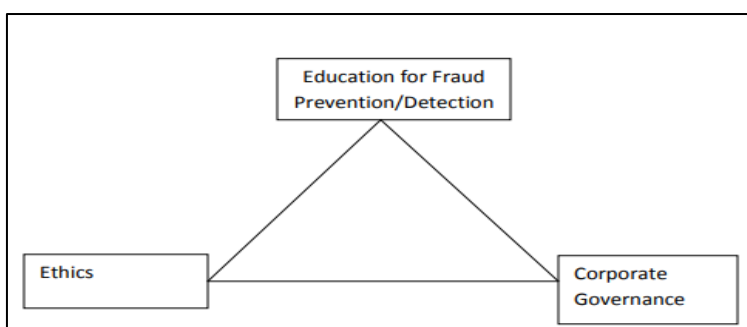 Education for Fraud
Prevention/Detection
Ethics
Corporate
Governance